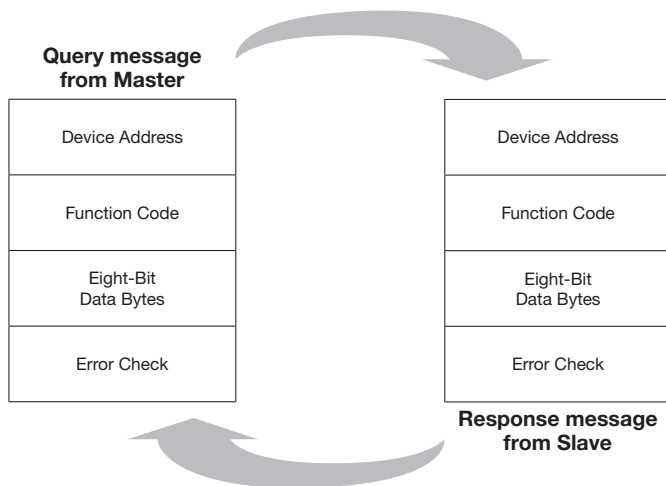 Query message
from Master
Device Address
Function Code
Eight-Bit
Data Bytes
Error Check
Device Address
Function Code
Eight-Bit
Data Bytes
Error Check
Response message
from Slave